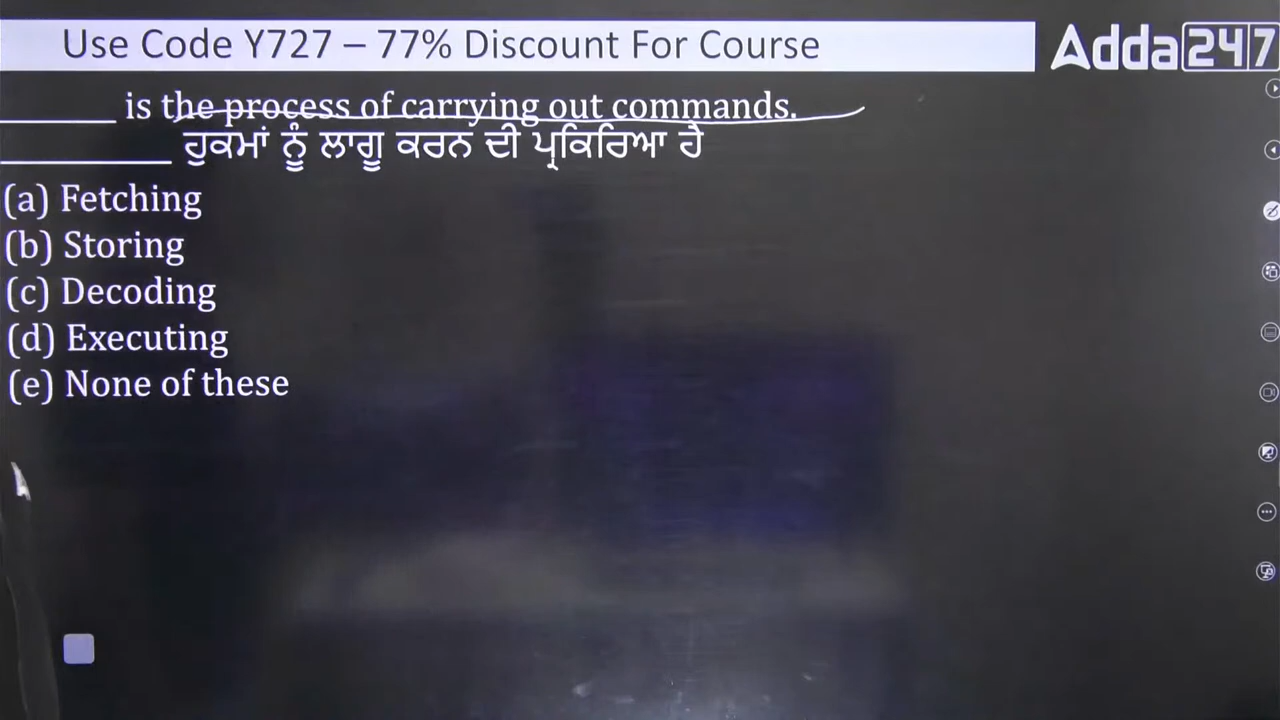 Use Code Y727 – 77% Discount For Course
Adda247
________ is the process of carrying out commands.
____________ ਹੁਕਮਾਂ ਨੂੰ ਲਾਗੂ ਕਰਨ ਦੀ ਪ੍ਰਕਿਰਿਆ ਹੈ
(a) Fetching
(b) Storing
(c) Decoding
(d) Executing
(e) None of these